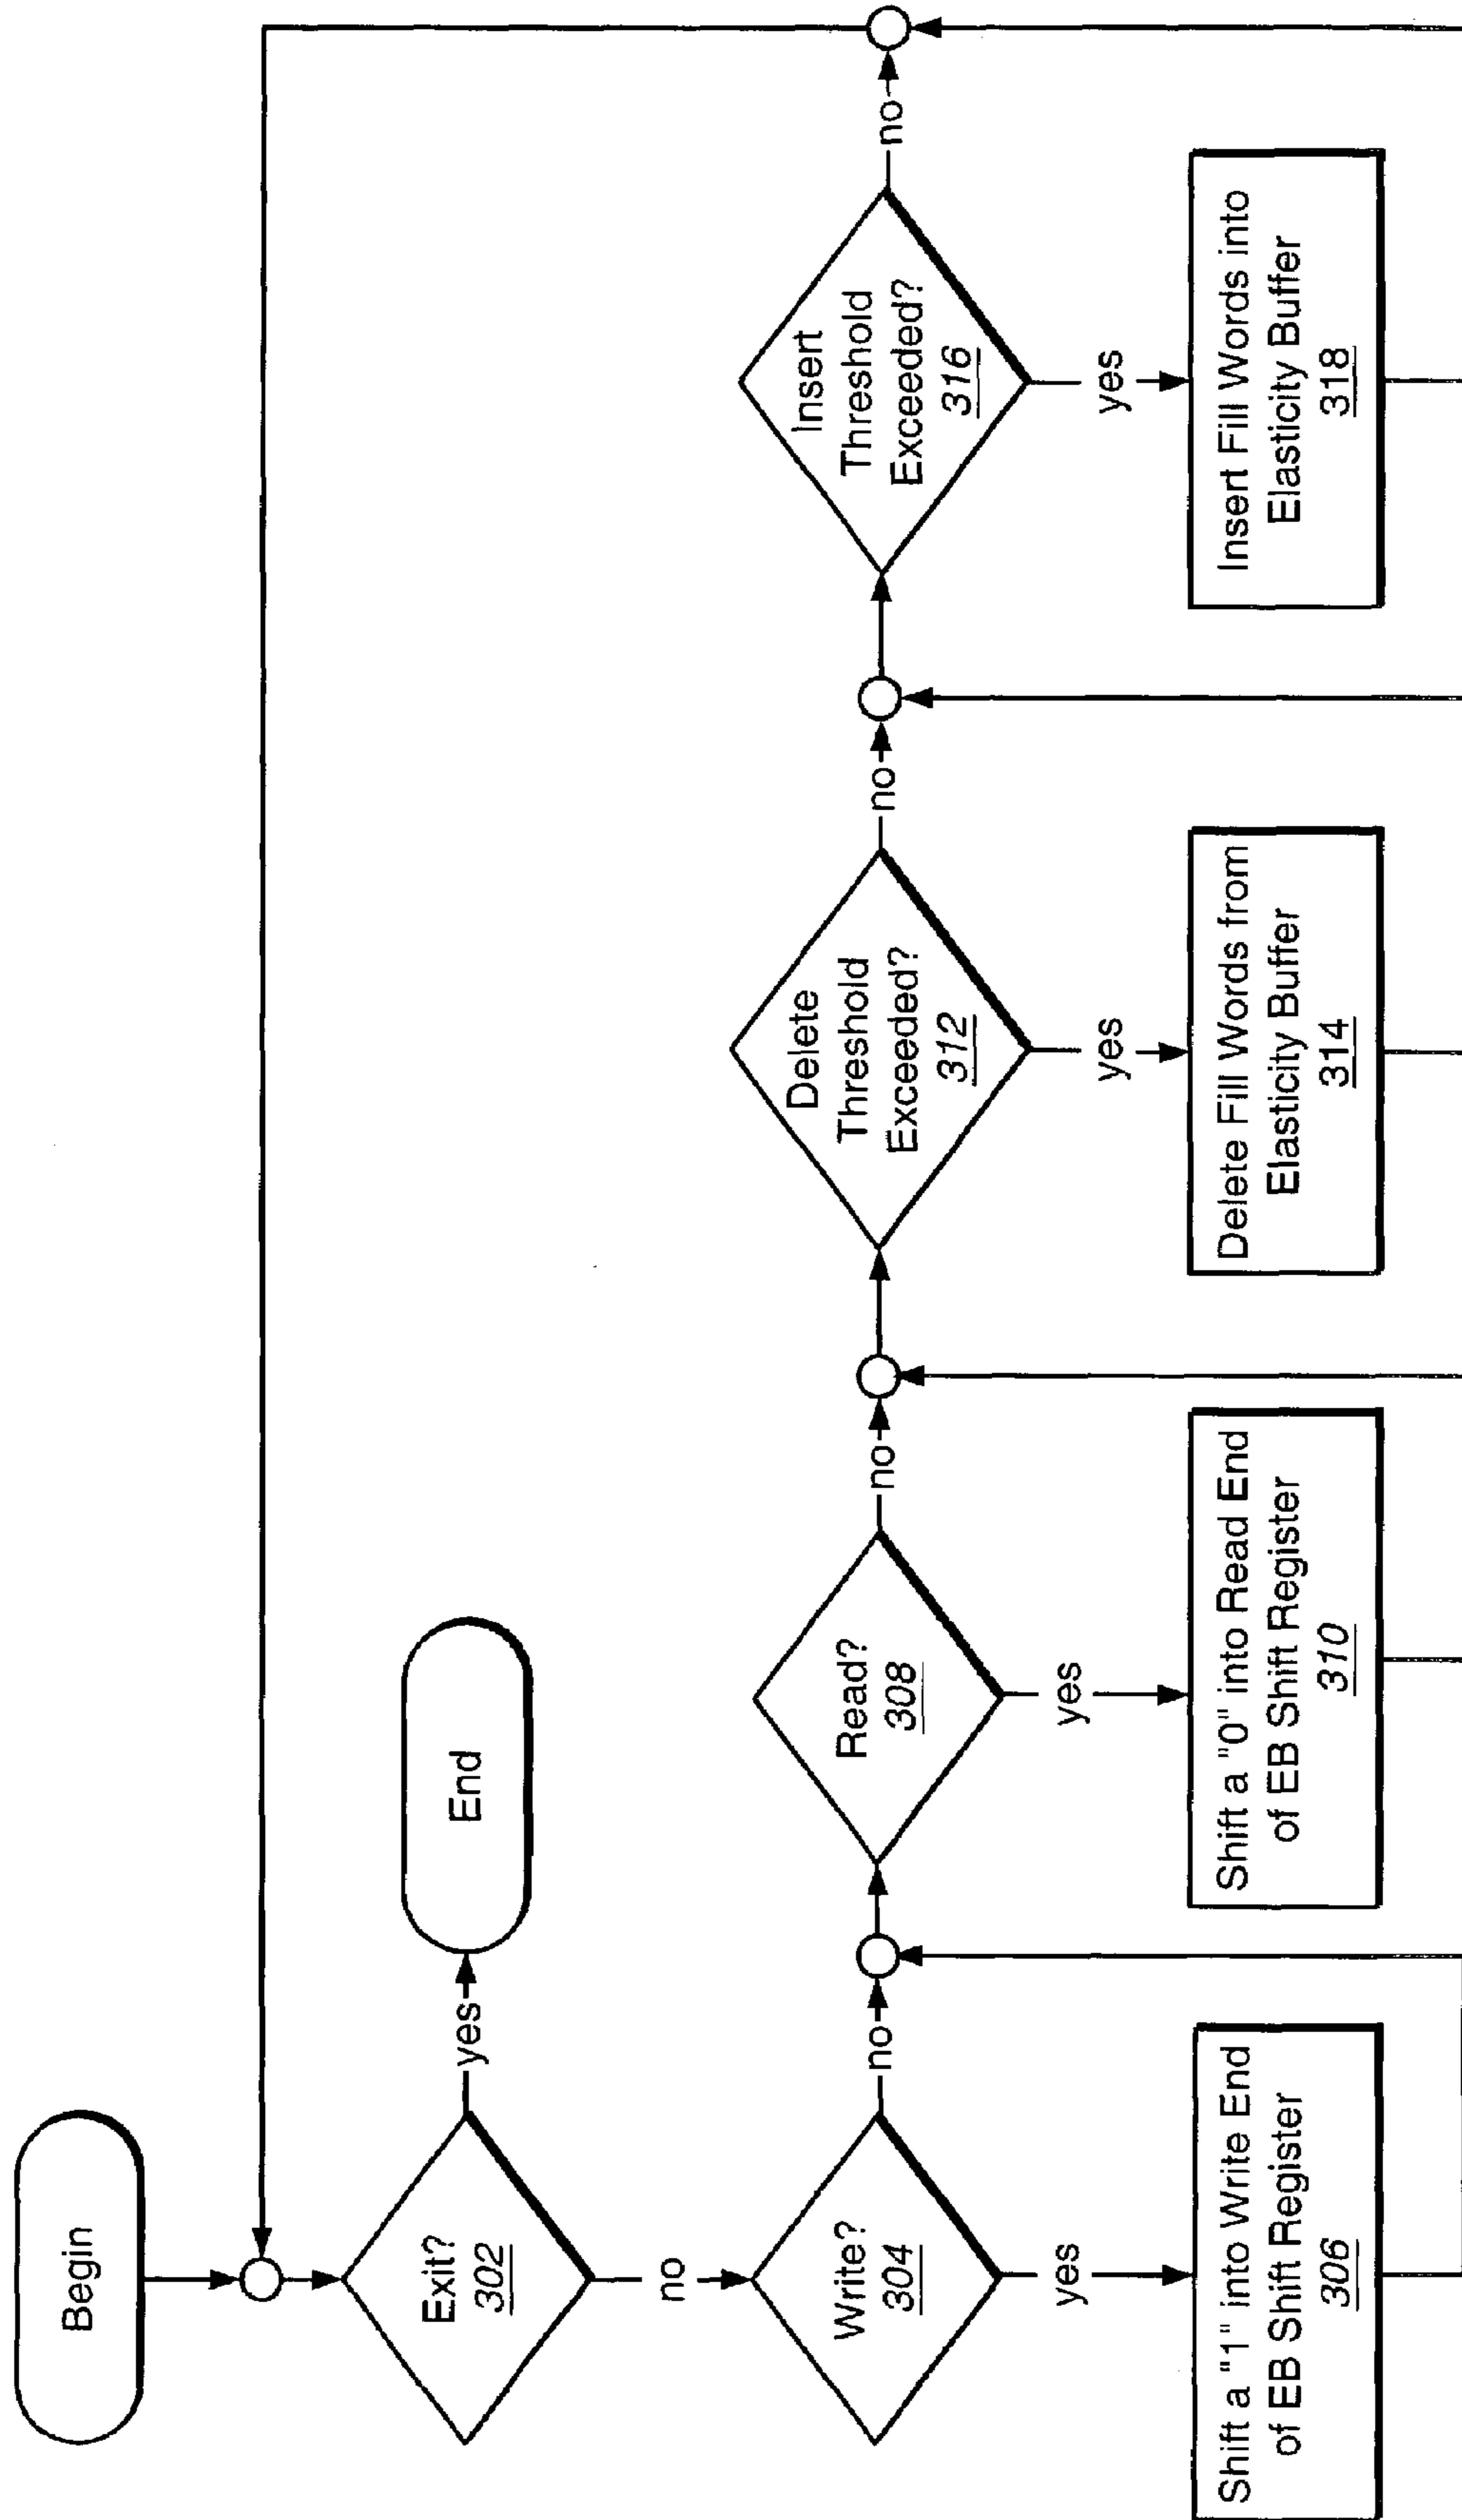 Begin
Exit?
302
yes
End
no
Write?
304
no
Read?
308
no
Delete
Threshold
Exceeded?
312
no
Insert
Threshold
Exceeded?
316
no
yes
yes
yes
yes
Shift a "1" into Write End
of EB Shift Register
306
Shift a "0" into Read End
of EB Shift Register
310
Delete Fill Words from
Elasticity Buffer
314
Insert Fill Words into
Elasticity Buffer
318